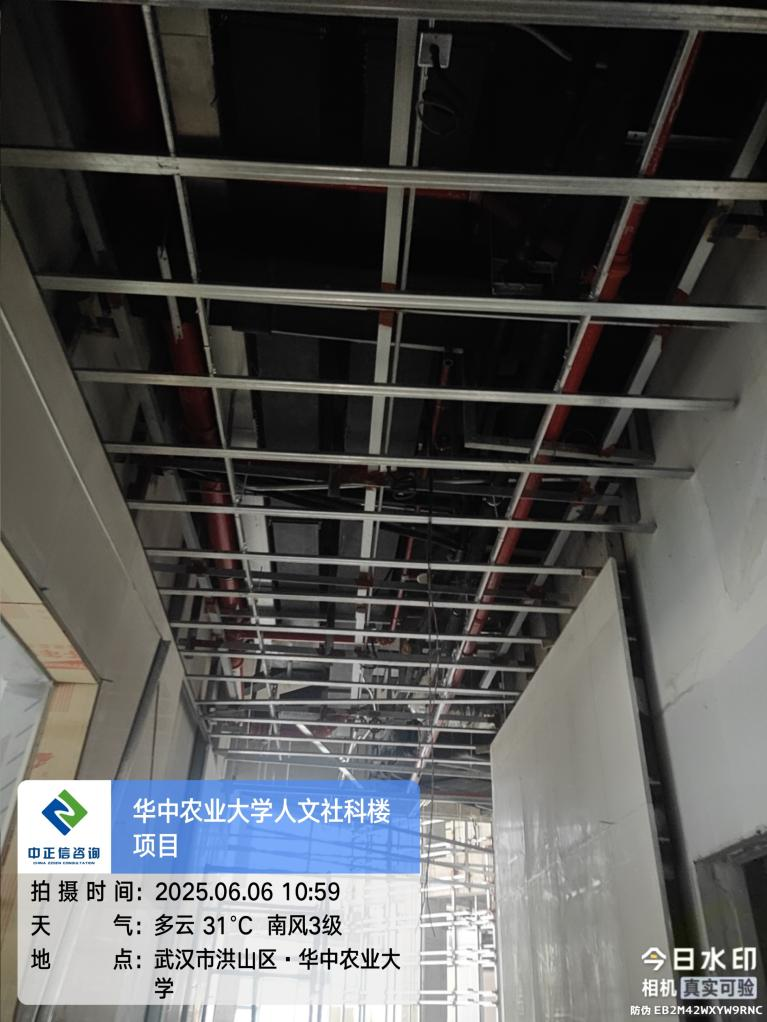 华中农业大学人文社科楼
项目
中正信咨询
CHINA ZZXIN CONSULTATION
拍摄时间：2025.06.06 10:59
天气：多云 31℃ 南风3级
地点：武汉市洪山区·华中农业大
学
今日水印
相机 真实可验
防伪 EB2M42WXYW9RNC